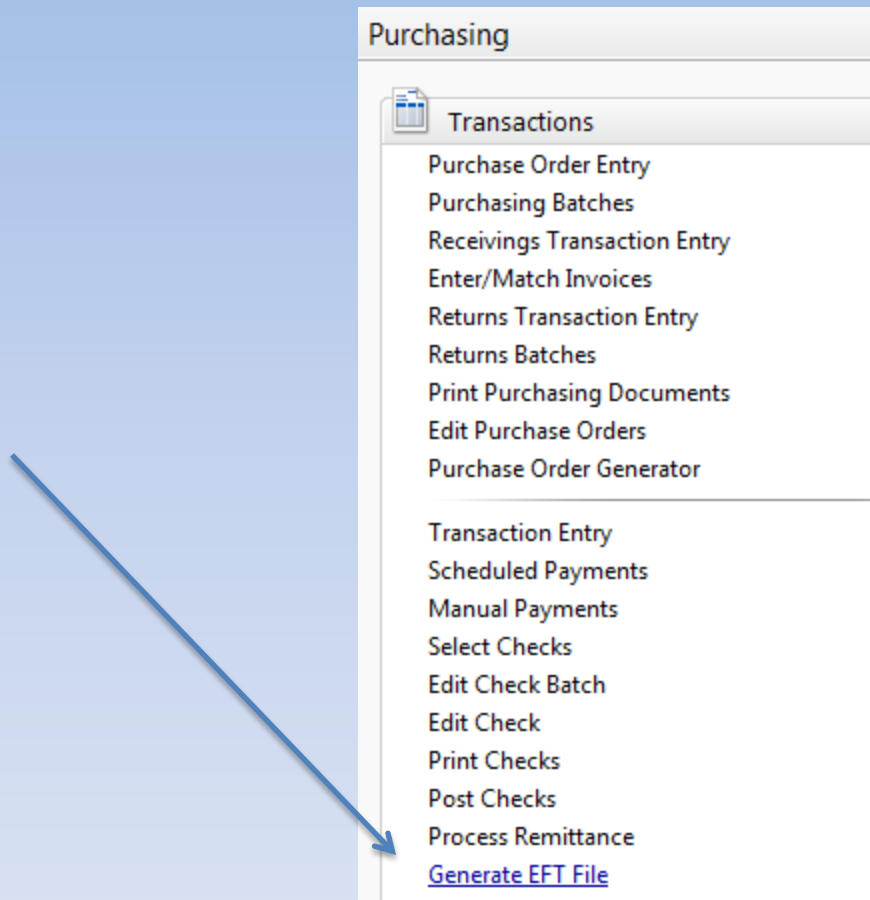 Purchasing
Transactions
Purchase Order Entry
Purchasing Batches
Receivings Transaction Entry
Enter/Match Invoices
Returns Transaction Entry
Returns Batches
Print Purchasing Documents
Edit Purchase Orders
Purchase Order Generator
Transaction Entry
Scheduled Payments
Manual Payments
Select Checks
Edit Check Batch
Edit Check
Print Checks
Post Checks
Process Remittance
Generate EFT File